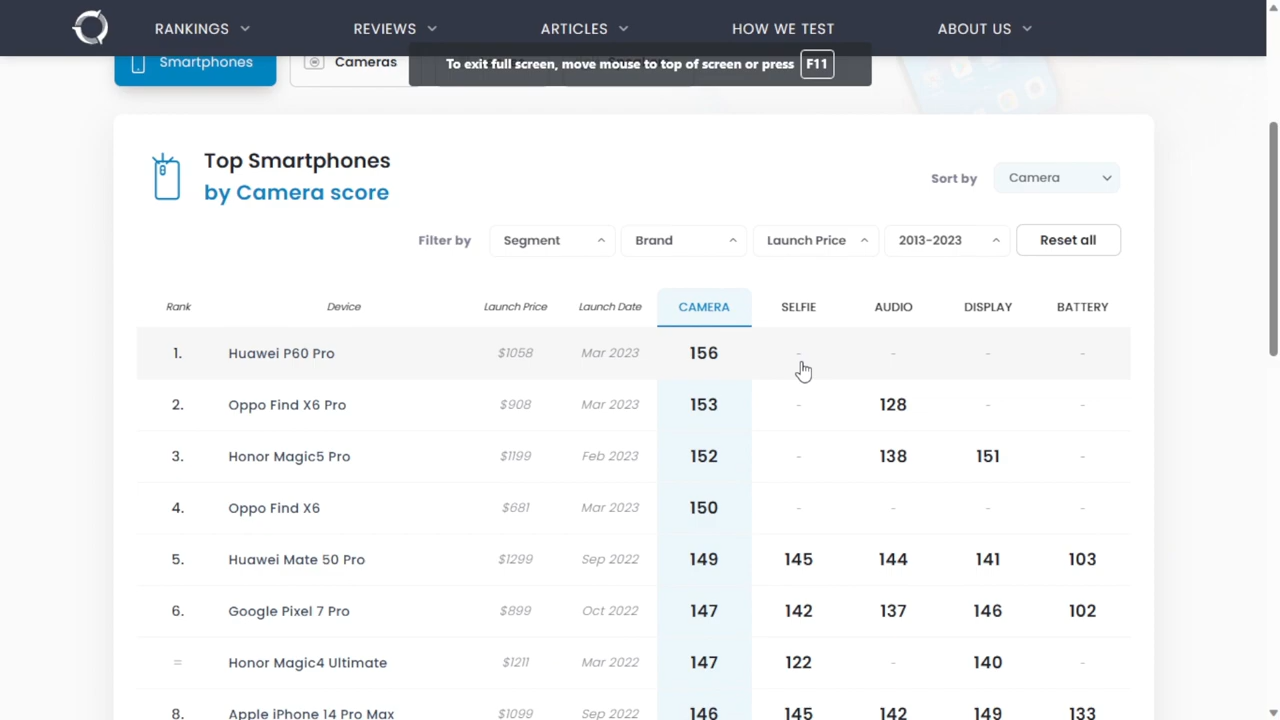 RANKINGS REVIEWS ARTICLES HOW WE TEST ABOUT US
Smartphones Cameras To exit full screen, move mouse to top of screen or press F11
Top Smartphones
by Camera score
Sort by Camera
Filter by Segment Brand Launch Price 2013-2023 Reset all
Rank Device Launch Price Launch Date CAMERA SELFIE AUDIO DISPLAY BATTERY
1. Huawei P60 Pro $1058 Mar 2023 156 - - - -
2. Oppo Find X6 Pro $908 Mar 2023 153 - 128 - -
3. Honor Magic5 Pro $1199 Feb 2023 152 - 138 151 -
4. Oppo Find X6 $681 Mar 2023 150 - - - -
5. Huawei Mate 50 Pro $1299 Sep 2022 149 145 144 141 103
6. Google Pixel 7 Pro $899 Oct 2022 147 142 137 146 102
= Honor Magic4 Ultimate $1211 Mar 2022 147 122 - 140 -
8. Apple iPhone 14 Pro Max $1099 Sep 2022 146 145 142 149 133